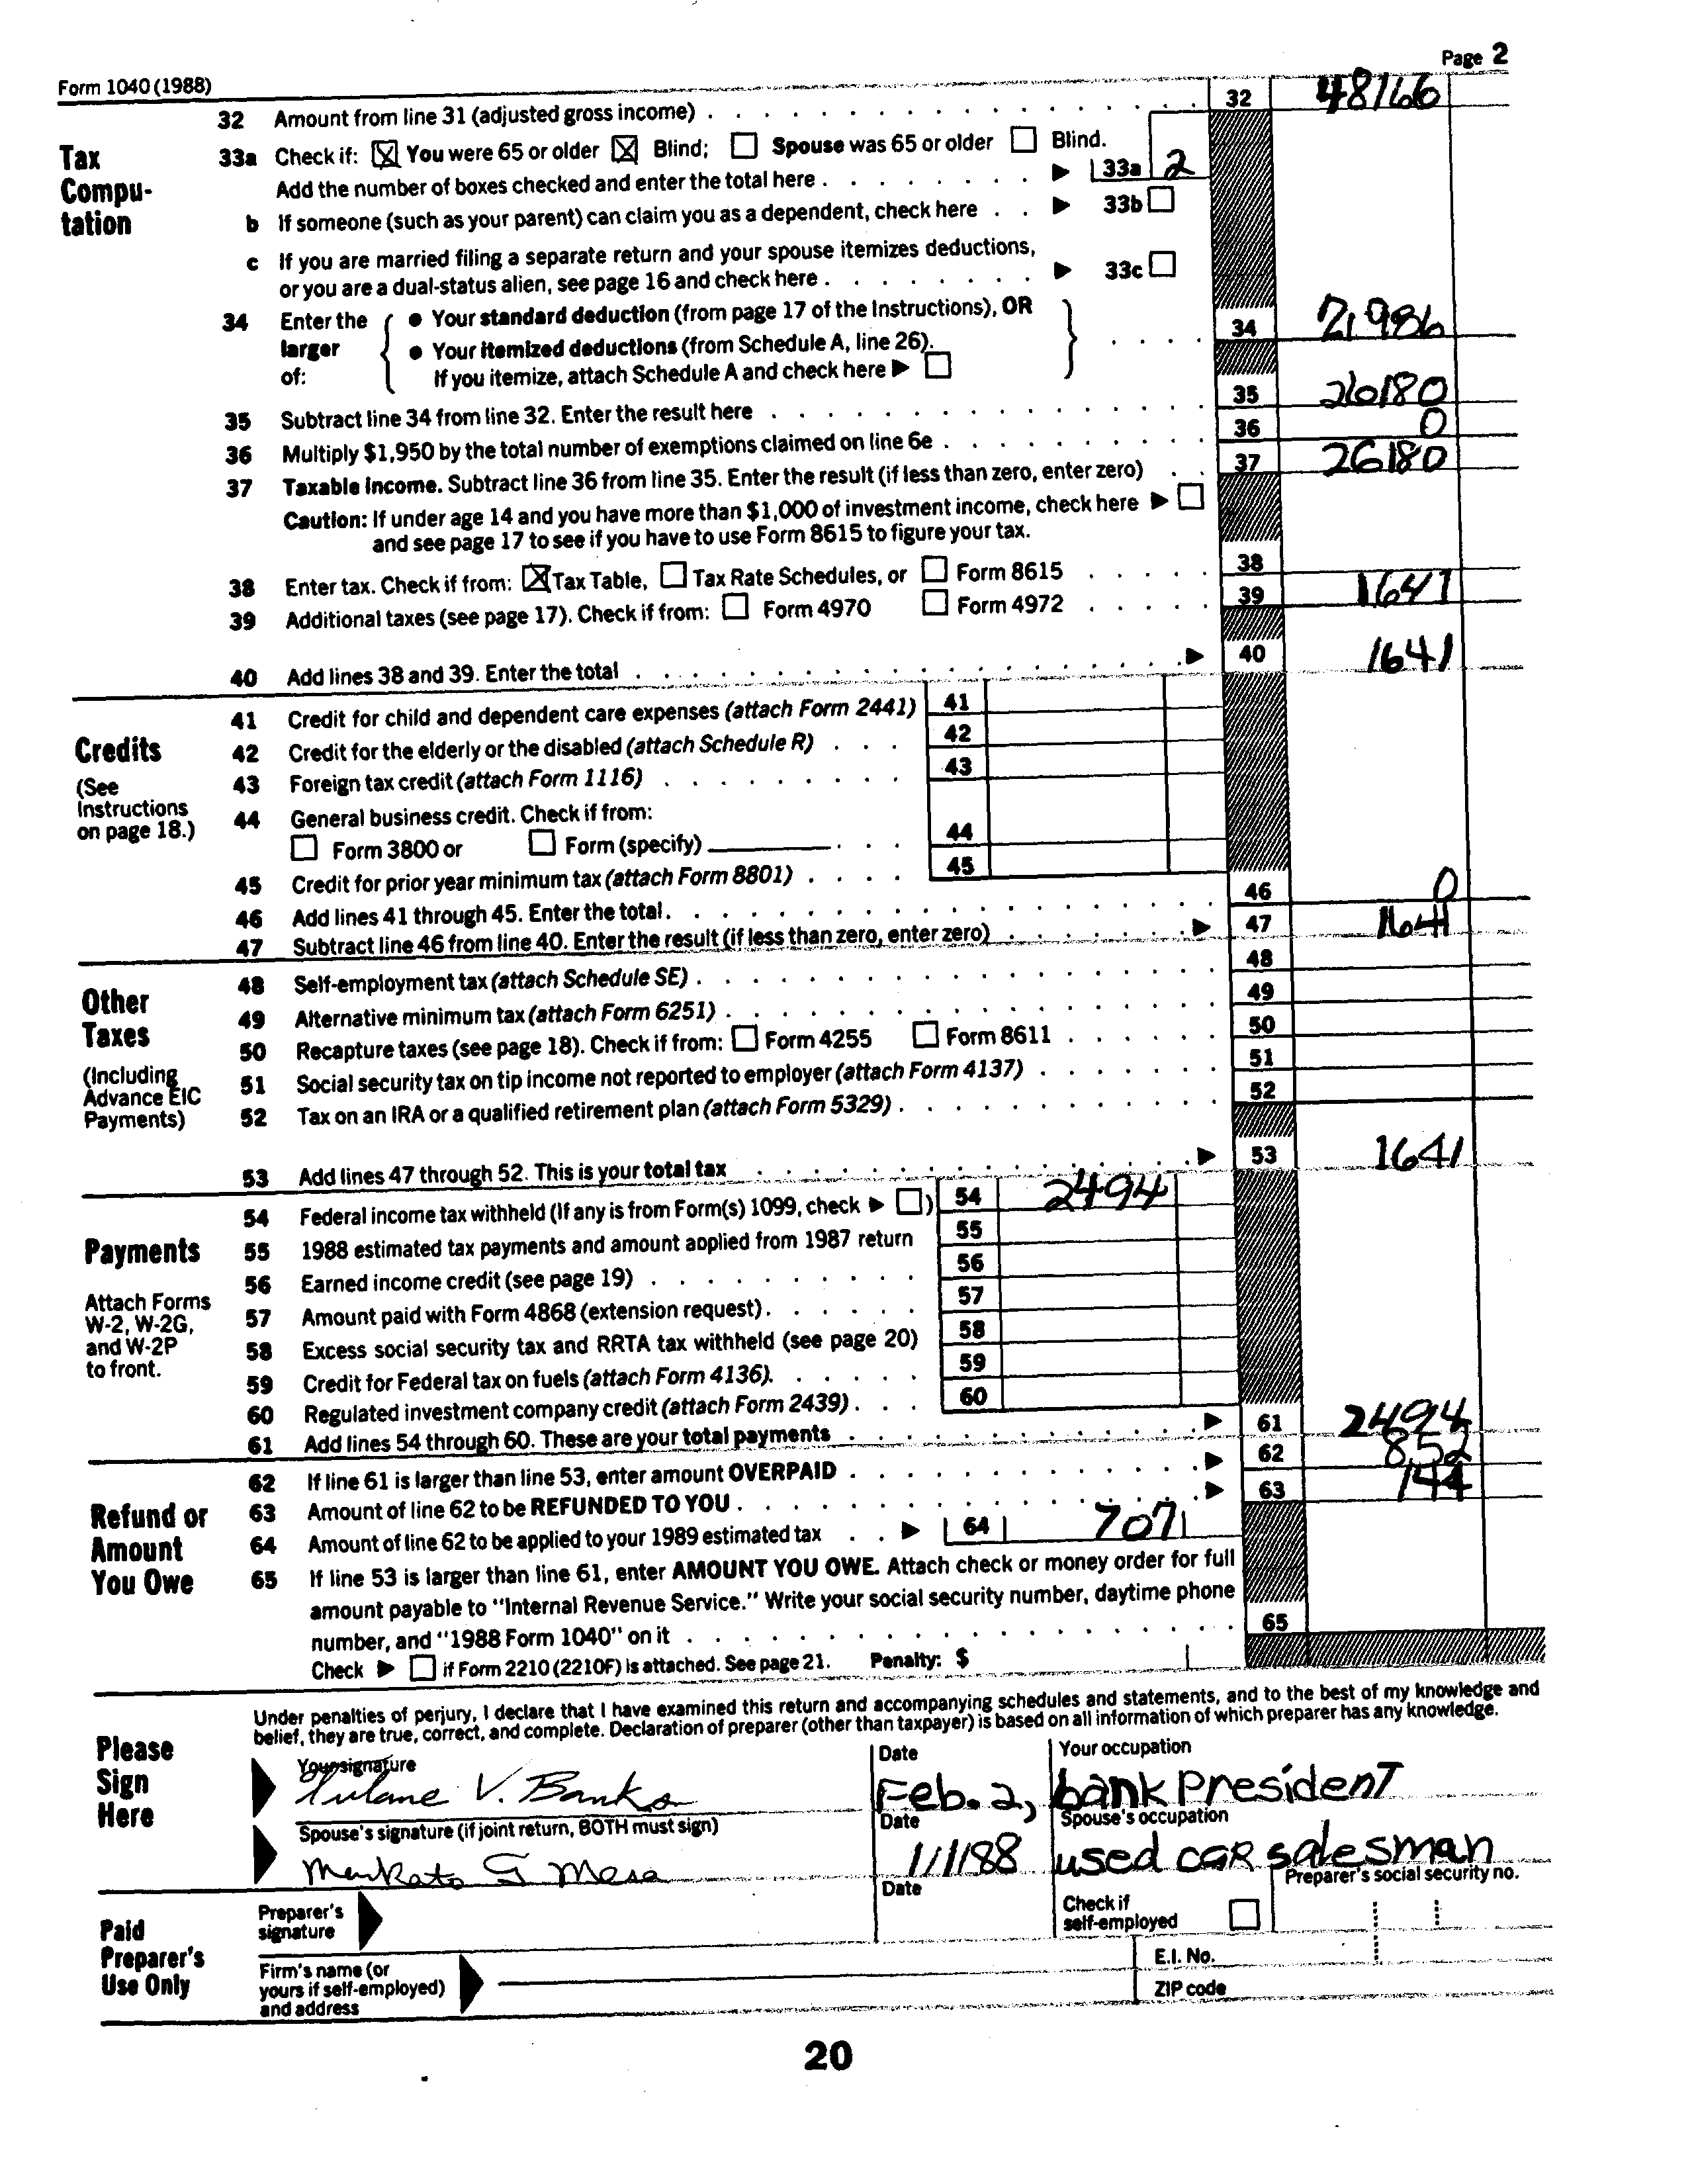 Form 1040 (1988) Page 2
Tax Compu- tation
32 Amount from line 31 (adjusted gross income) 32 48166
33a Check if: ☒ You were 65 or older ☒ Blind; ☐ Spouse was 65 or older ☐ Blind.
Add the number of boxes checked and enter the total here ▶ 33a 2
b If someone (such as your parent) can claim you as a dependent, check here ▶ 33b ☐
c If you are married filing a separate return and your spouse itemizes deductions,
or you are a dual-status alien, see page 16 and check here ▶ 33c ☐
34 Enter the larger of: { ● Your standard deduction (from page 17 of the Instructions), OR
● Your itemized deductions (from Schedule A, line 26).
If you itemize, attach Schedule A and check here ▶ ☐ } 34 21986
35 Subtract line 34 from line 32. Enter the result here 35 26180
36 Multiply $1,950 by the total number of exemptions claimed on line 6e 36 0
37 Taxable income. Subtract line 36 from line 35. Enter the result (if less than zero, enter zero) 37 26180
Caution: If under age 14 and you have more than $1,000 of investment income, check here ▶ ☐
and see page 17 to see if you have to use Form 8615 to figure your tax.
38 Enter tax. Check if from: ☒ Tax Table, ☐ Tax Rate Schedules, or ☐ Form 8615 38
39 Additional taxes (see page 17). Check if from: ☐ Form 4970 ☐ Form 4972 39 1641
40 Add lines 38 and 39. Enter the total ▶ 40 1641
Credits
(See Instructions on page 18.)
41 Credit for child and dependent care expenses (attach Form 2441) 41
42 Credit for the elderly or the disabled (attach Schedule R) 42
43 Foreign tax credit (attach Form 1116) 43
44 General business credit. Check if from:
☐ Form 3800 or ☐ Form (specify) 44
45 Credit for prior year minimum tax (attach Form 8801) 45
46 Add lines 41 through 45. Enter the total. 46 0
47 Subtract line 46 from line 40. Enter the result (if less than zero, enter zero) ▶ 47 1641
Other Taxes
(Including Advance EIC Payments)
48 Self-employment tax (attach Schedule SE) 48
49 Alternative minimum tax (attach Form 6251) 49
50 Recapture taxes (see page 18). Check if from: ☐ Form 4255 ☐ Form 8611 50
51 Social security tax on tip income not reported to employer (attach Form 4137) 51
52 Tax on an IRA or a qualified retirement plan (attach Form 5329) 52
53 Add lines 47 through 52. This is your total tax ▶ 53 1641
Payments
Attach Forms W-2, W-2G, and W-2P to front.
54 Federal income tax withheld (If any is from Form(s) 1099, check ▶ ☐) 54 2494
55 1988 estimated tax payments and amount applied from 1987 return 55
56 Earned income credit (see page 19) 56
57 Amount paid with Form 4868 (extension request) 57
58 Excess social security tax and RRTA tax withheld (see page 20) 58
59 Credit for Federal tax on fuels (attach Form 4136). 59
60 Regulated investment company credit (attach Form 2439) 60
61 Add lines 54 through 60. These are your total payments ▶ 61 2494
Refund or Amount You Owe
62 If line 61 is larger than line 53, enter amount OVERPAID ▶ 62 852
63 Amount of line 62 to be REFUNDED TO YOU ▶ 63 144
64 Amount of line 62 to be applied to your 1989 estimated tax ▶ 64 707
65 If line 53 is larger than line 61, enter AMOUNT YOU OWE. Attach check or money order for full
amount payable to "Internal Revenue Service." Write your social security number, daytime phone
number, and "1988 Form 1040" on it 65
Check ▶ ☐ if Form 2210 (2210F) is attached. See page 21. Penalty: $
Please Sign Here
Under penalties of perjury, I declare that I have examined this return and accompanying schedules and statements, and to the best of my knowledge and
belief, they are true, correct, and complete. Declaration of preparer (other than taxpayer) is based on all information of which preparer has any knowledge.
Your signature Date Your occupation
Tulane V. Banks Feb. 2, bank President
Spouse's signature (if joint return, BOTH must sign) Date Spouse's occupation
Mankato G Mesa 1/1/88 used car salesman
Paid Preparer's Use Only
Preparer's signature Date Check if self-employed ☐ Preparer's social security no.
Firm's name (or yours if self-employed) and address E.I. No.
ZIP code
20